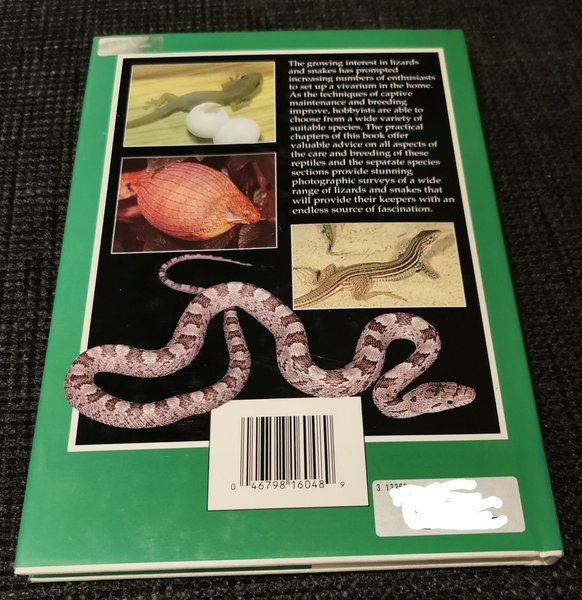 The growing interest in lizards
and snakes has prompted
increasing numbers of enthusiasts
to set up a vivarium in the home.
As the techniques of captive
maintenance and breeding
improve, hobbyists are able to
choose from a wide variety of
suitable species. The practical
chapters of this book offer
valuable advice on all aspects of
the care and breeding of these
reptiles and the separate species
sections provide stunning
photographic surveys of a wide
range of lizards and snakes that
will provide their keepers with an
endless source of fascination.
0 46798 16048 9
3